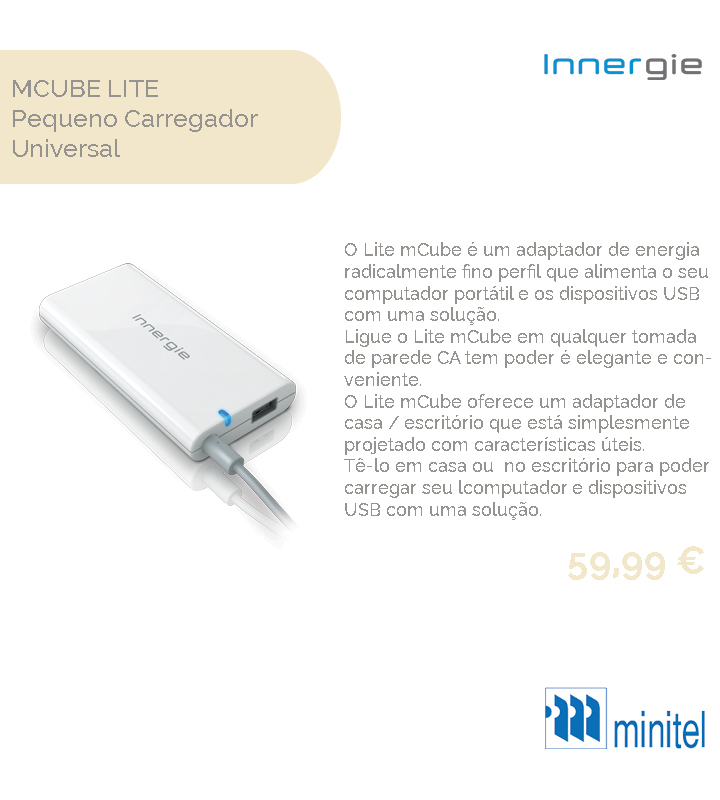 Innergie
MCUBE LITE
Pequeno Carregador
Universal
O Lite mCube é um adaptador de energia
radicalmente fino perfil que alimenta o seu
computador portátil e os dispositivos USB
com uma solução.
Ligue o Lite mCube em qualquer tomada
de parede CA tem poder é elegante e con-
veniente.
O Lite mCube oferece um adaptador de
casa / escritório que está simplesmente
projetado com características úteis.
Tê-lo em casa ou  no escritório para poder
carregar seu lcomputador e dispositivos
USB com uma solução.
Innergie
59,99 €
minitel